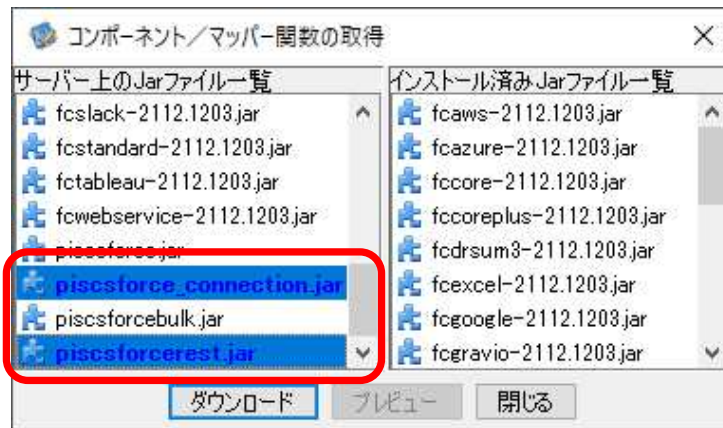 コンポーネント／マッパー関数の取得
サーバー上のJarファイル一覧
fcslack-2112.1203.jar
fcstandard-2112.1203.jar
fctableau-2112.1203.jar
fcwebservice-2112.1203.jar
piscsforce.jar
piscsforce_connection.jar
piscsforcebulk.jar
piscsforcerest.jar
インストール済みJarファイル一覧
fcaws-2112.1203.jar
fcazure-2112.1203.jar
fccore-2112.1203.jar
fccoreplus-2112.1203.jar
fcdrsum3-2112.1203.jar
fcexcel-2112.1203.jar
fcgoogle-2112.1203.jar
fcgravio-2112.1203.jar
ダウンロード
プレビュー
閉じる